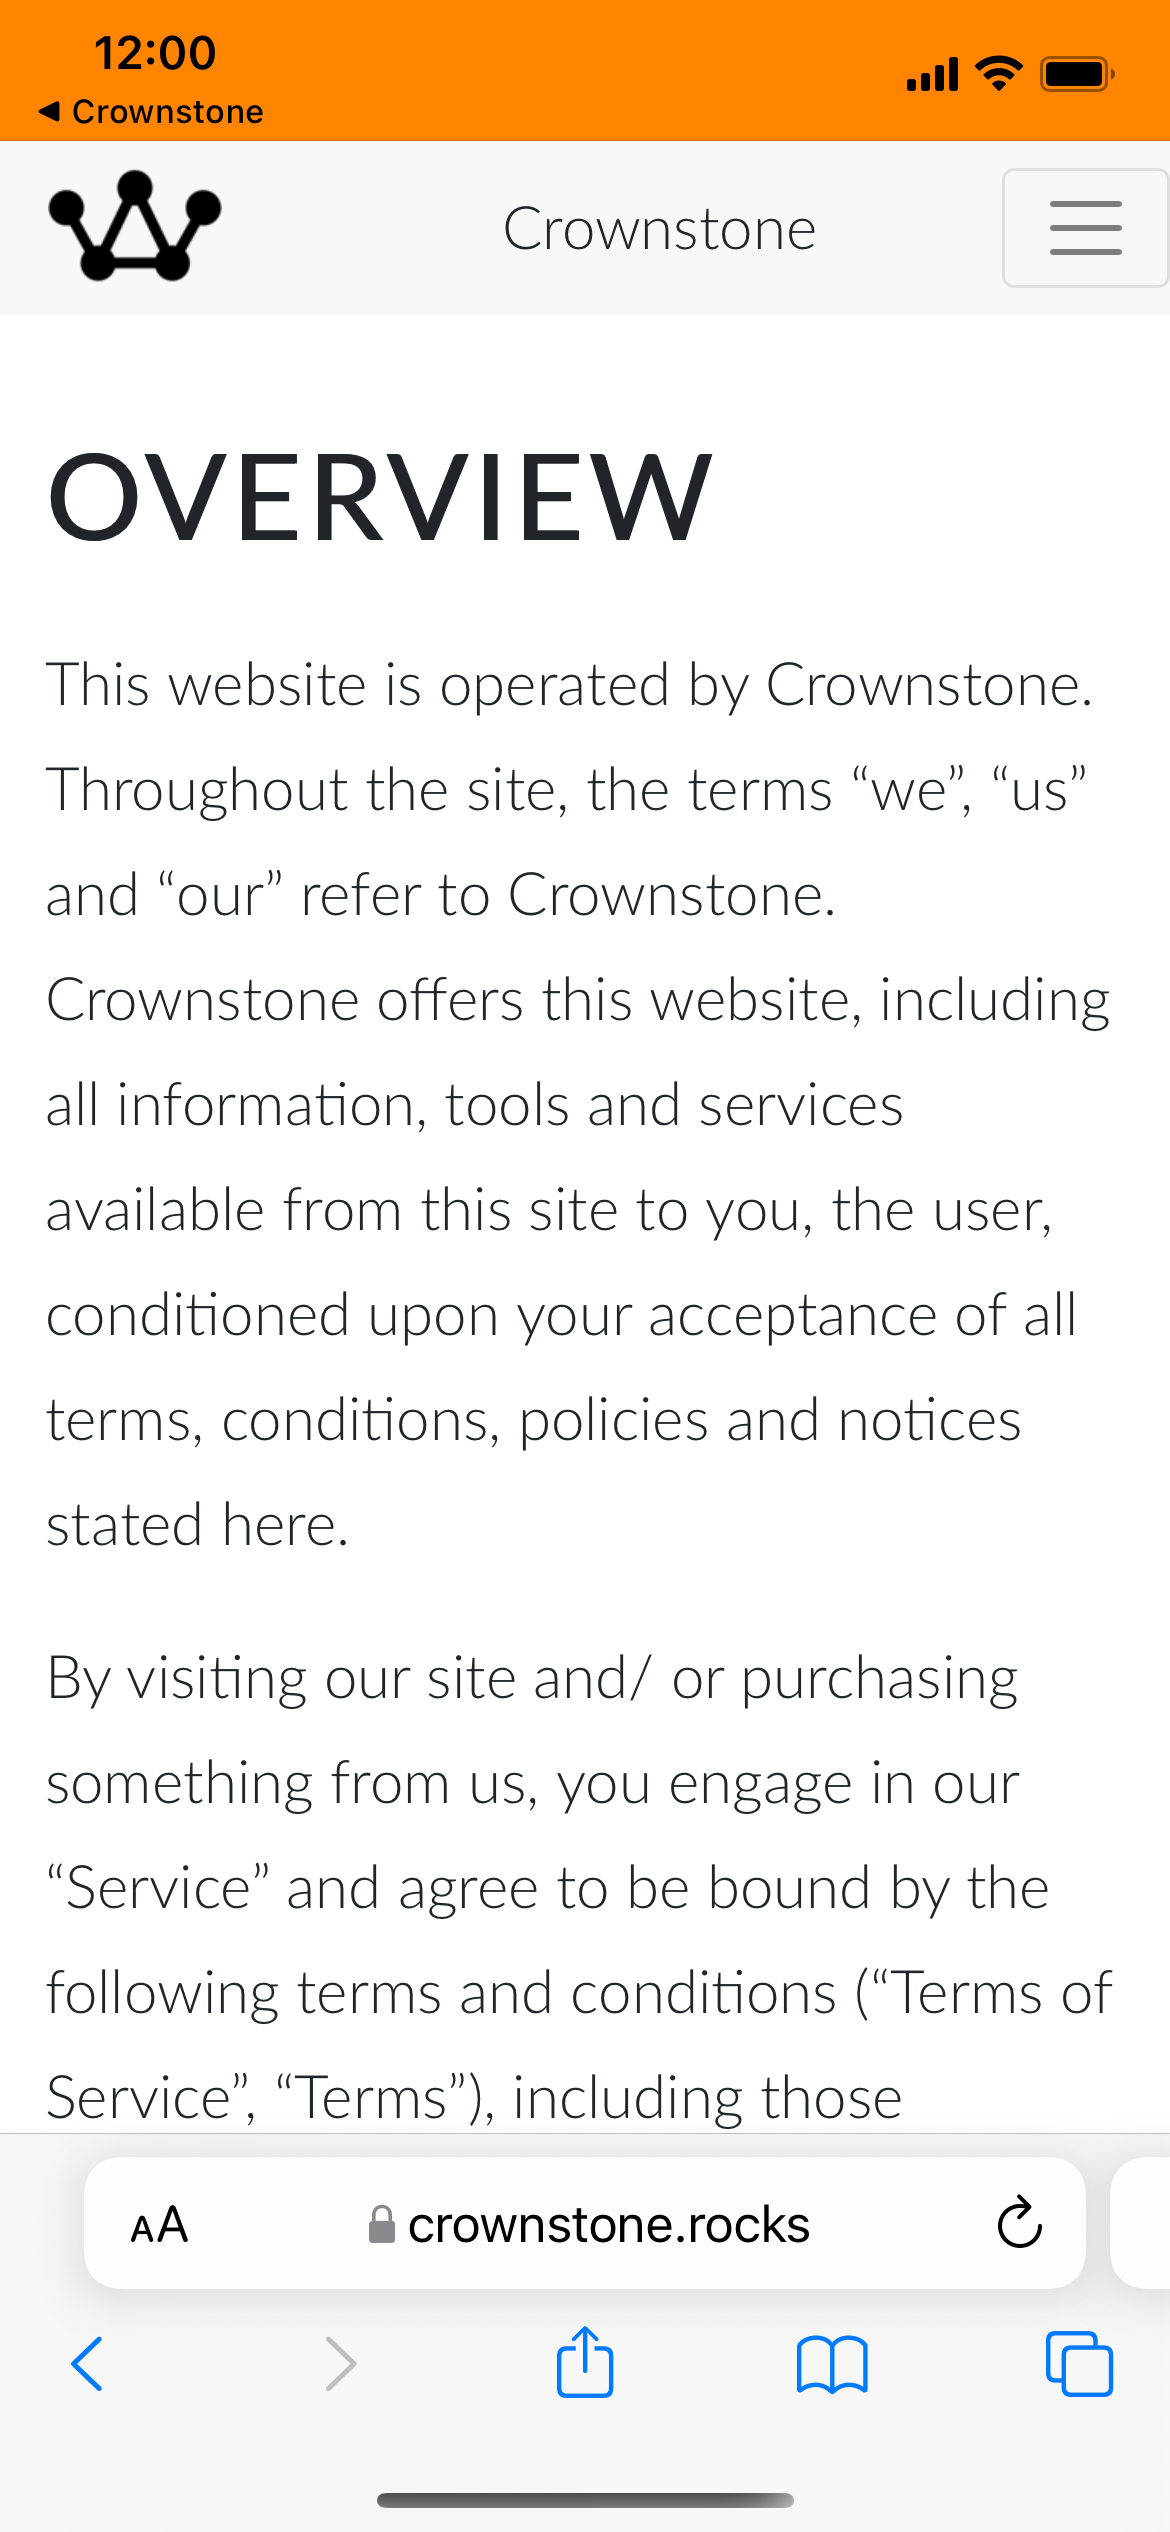 12:00
◀ Crownstone
Crownstone
OVERVIEW
This website is operated by Crownstone.
Throughout the site, the terms “we”, “us”
and “our” refer to Crownstone.
Crownstone offers this website, including
all information, tools and services
available from this site to you, the user,
conditioned upon your acceptance of all
terms, conditions, policies and notices
stated here.
By visiting our site and/ or purchasing
something from us, you engage in our
“Service” and agree to be bound by the
following terms and conditions (“Terms of
Service”, “Terms”), including those
AA crownstone.rocks